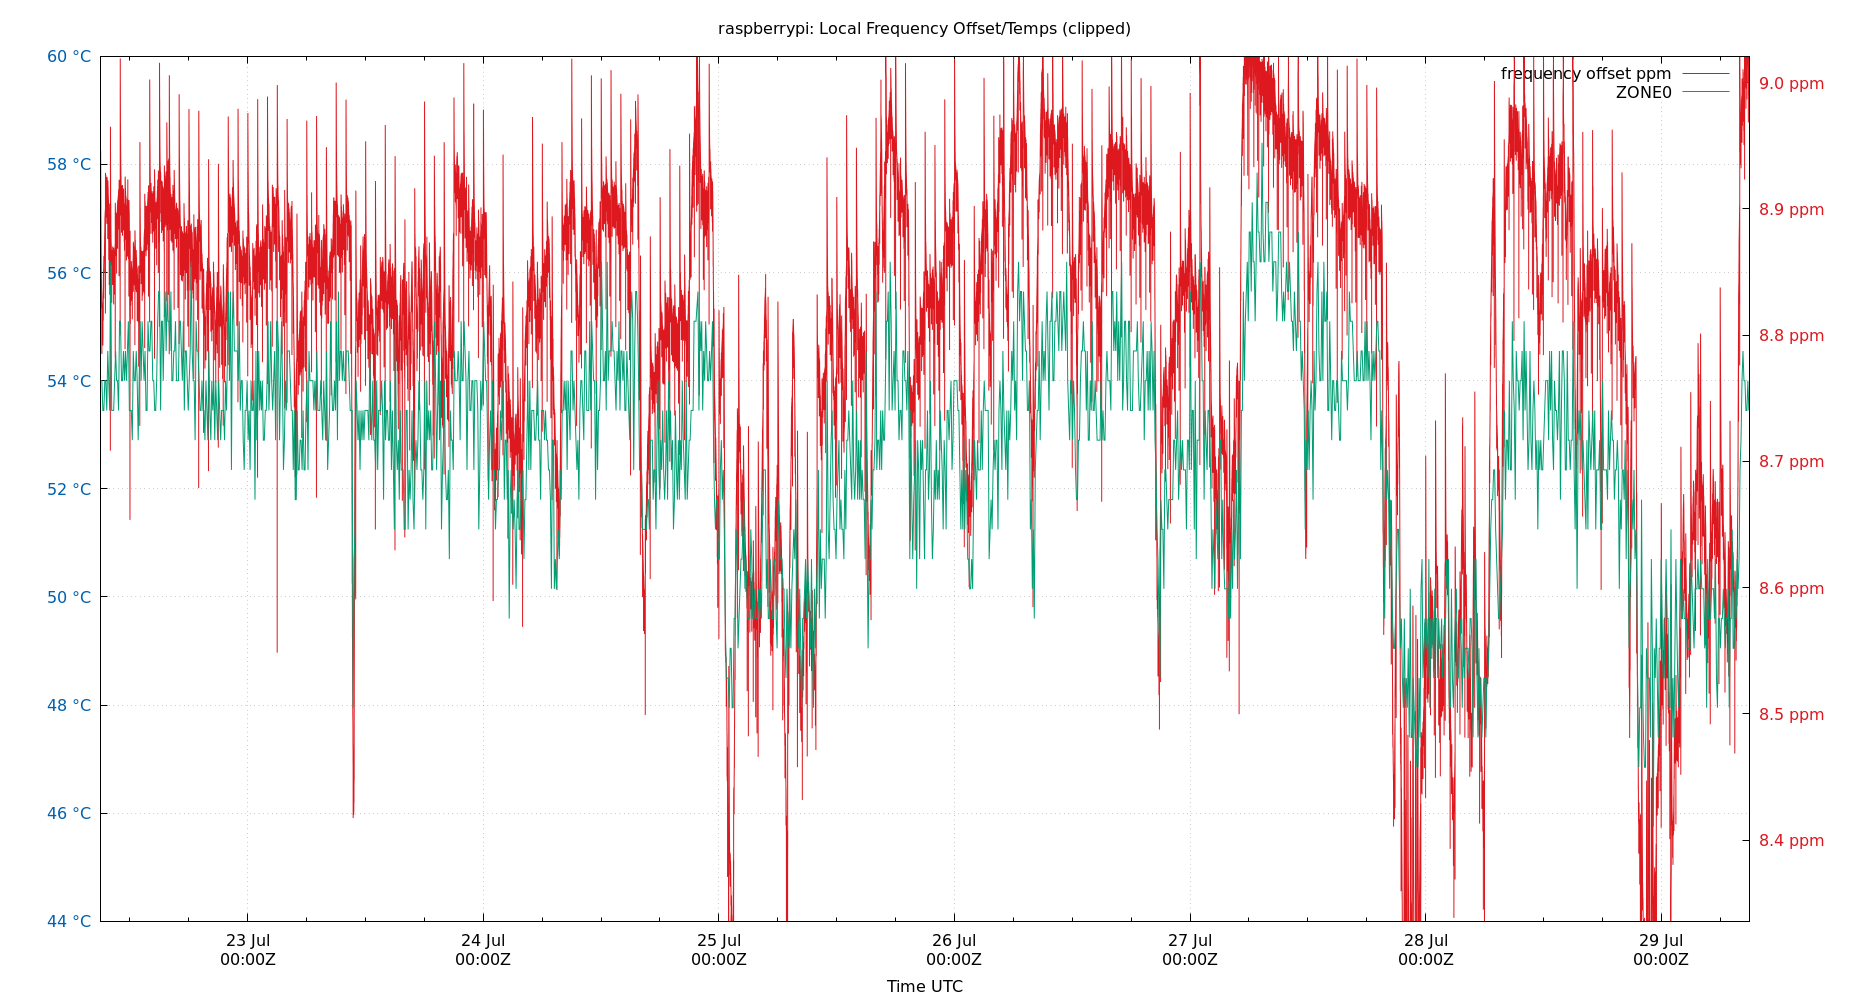 raspberrypi: Local Frequency Offset/Temps (clipped)
60 °C
58 °C
56 °C
54 °C
52 °C
50 °C
48 °C
46 °C
44 °C
frequency offset ppm
ZONE0
9.0 ppm
8.9 ppm
8.8 ppm
8.7 ppm
8.6 ppm
8.5 ppm
8.4 ppm
23 Jul
00:00Z
24 Jul
00:00Z
25 Jul
00:00Z
26 Jul
00:00Z
27 Jul
00:00Z
28 Jul
00:00Z
29 Jul
00:00Z
Time UTC